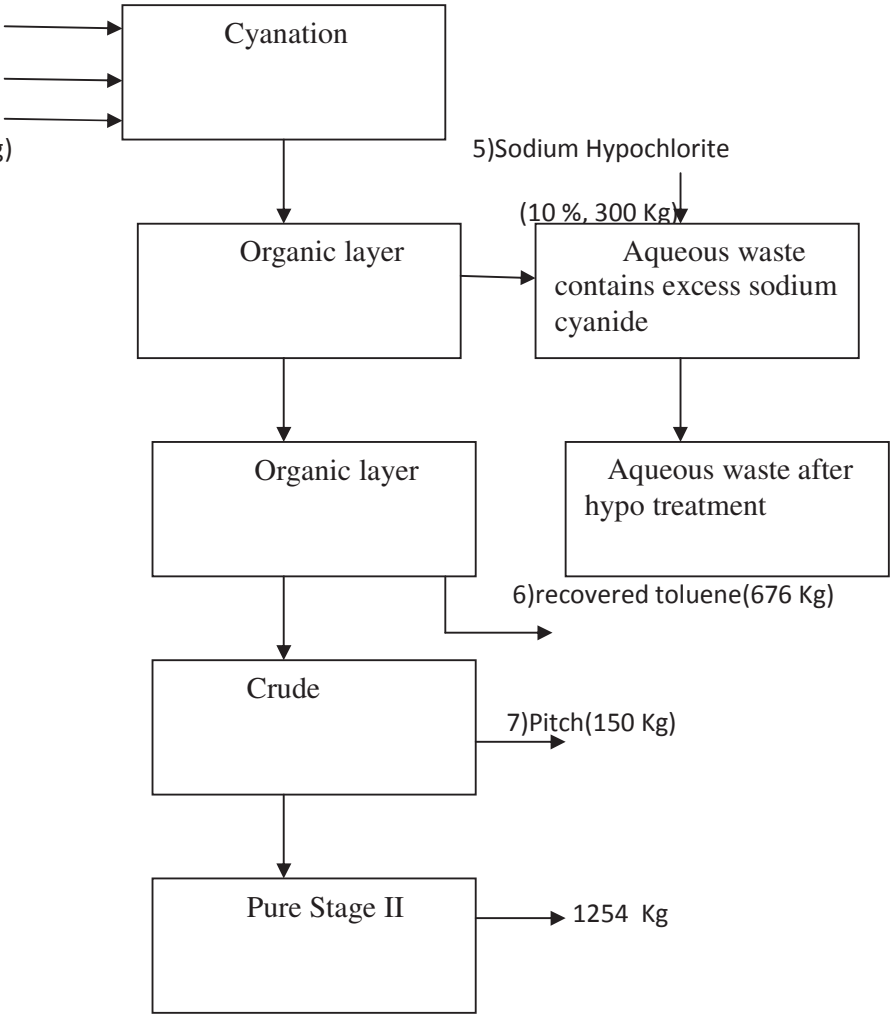 Cyanation
g)
5)Sodium Hypochlorite
(10 %, 300 Kg)
Organic layer
Aqueous waste
contains excess sodium
cyanide
Organic layer
Aqueous waste after
hypo treatment
6)recovered toluene(676 Kg)
Crude
7)Pitch(150 Kg)
Pure Stage II
1254 Kg